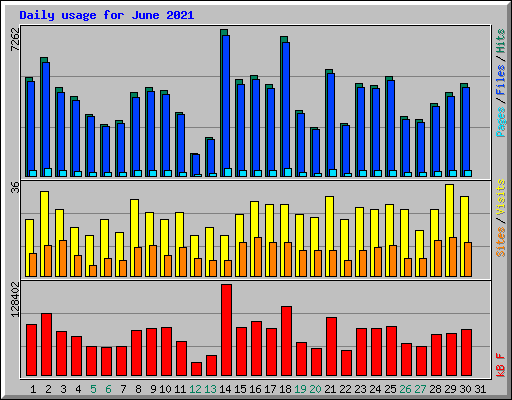 Daily usage for June 2021
7262
Pages / Files / Hits
36
Sites / Visits
128402
kB F
1 2 3 4 5 6 7 8 9 10 11 12 13 14 15 16 17 18 19 20 21 22 23 24 25 26 27 28 29 30 31